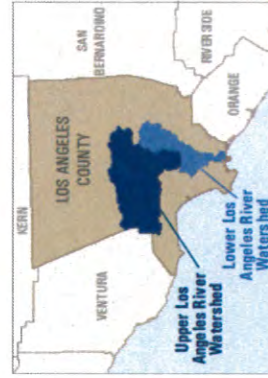 KERN
SAN
BERNARDINO
LOS ANGELES
COUNTY
VENTURA
RIVERSIDE
ORANGE
Upper Los
Angeles River
Watershed
Lower Los
Angeles River
Watershed